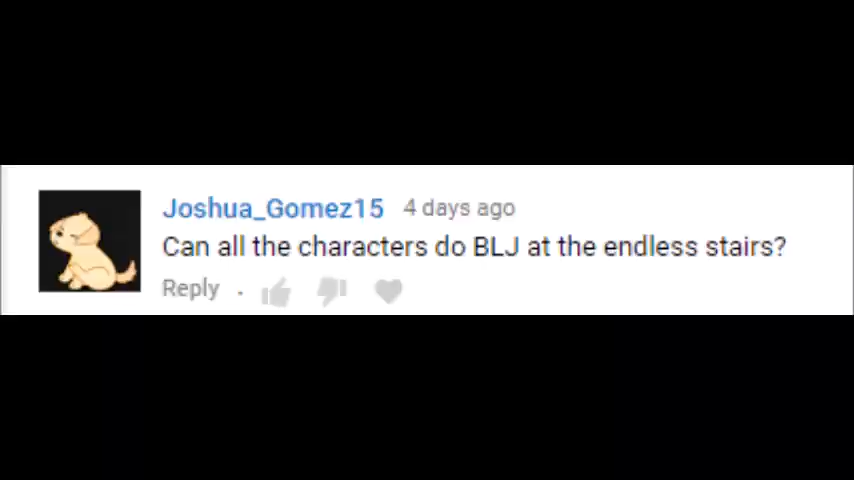 Joshua_Gomez15 4 days ago
Can all the characters do BLJ at the endless stairs?
Reply .